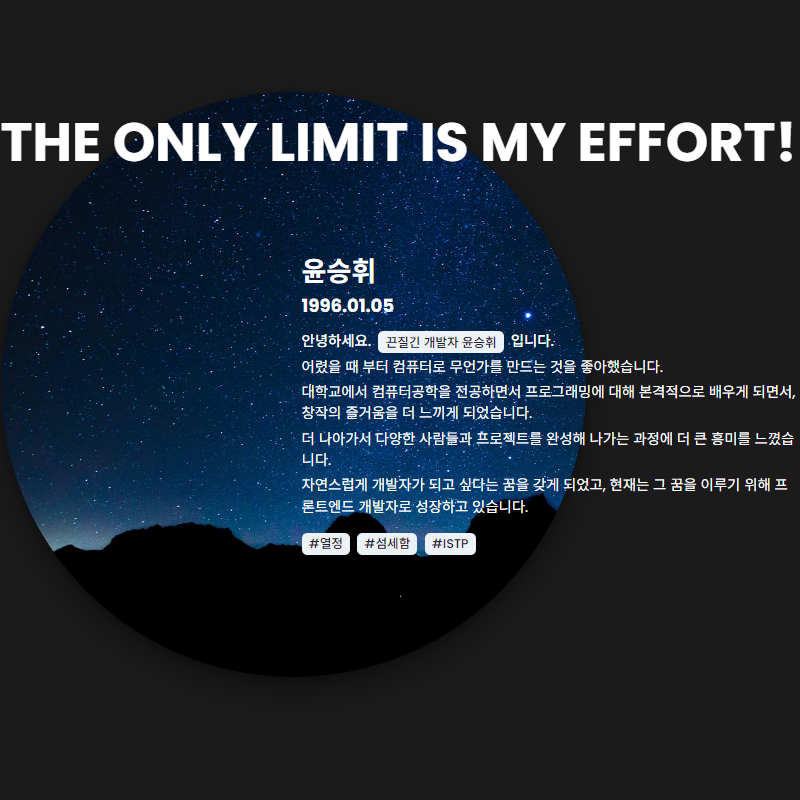 THE ONLY LIMIT IS MY EFFORT!
윤승휘
1996.01.05
안녕하세요. 끈질긴 개발자 윤승휘 입니다.
어렸을 때 부터 컴퓨터로 무언가를 만드는 것을 좋아했습니다.
대학교에서 컴퓨터공학을 전공하면서 프로그래밍에 대해 본격적으로 배우게 되면서,
창작의 즐거움을 더 느끼게 되었습니다.
더 나아가서 다양한 사람들과 프로젝트를 완성해 나가는 과정에 더 큰 흥미를 느꼈습
니다.
자연스럽게 개발자가 되고 싶다는 꿈을 갖게 되었고, 현재는 그 꿈을 이루기 위해 프
론트엔드 개발자로 성장하고 있습니다.
#열정 #섬세함 #ISTP